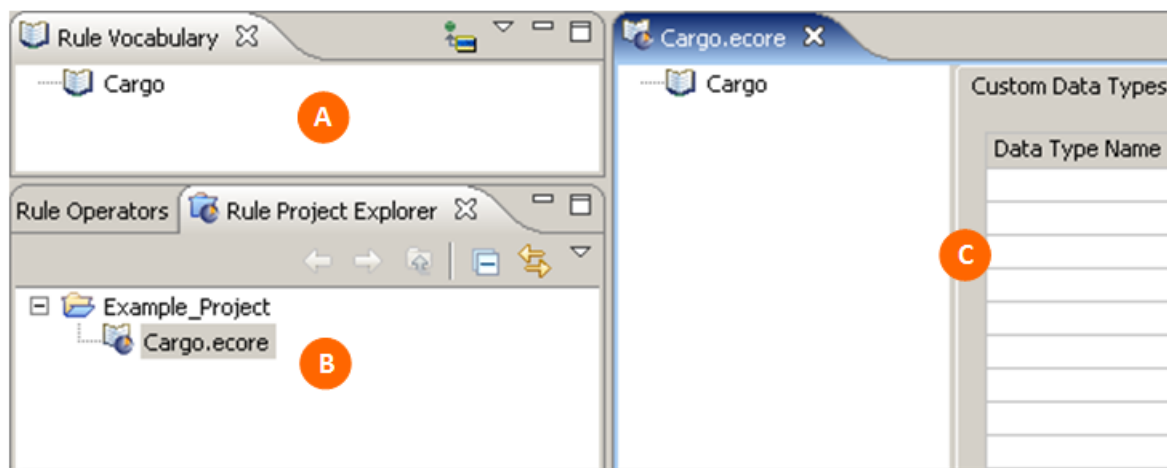 Rule Vocabulary
Cargo
A
Rule Operators
Rule Project Explorer
Example_Project
Cargo.ecore
B
Cargo.ecore
Cargo
Custom Data Types
Data Type Name
C